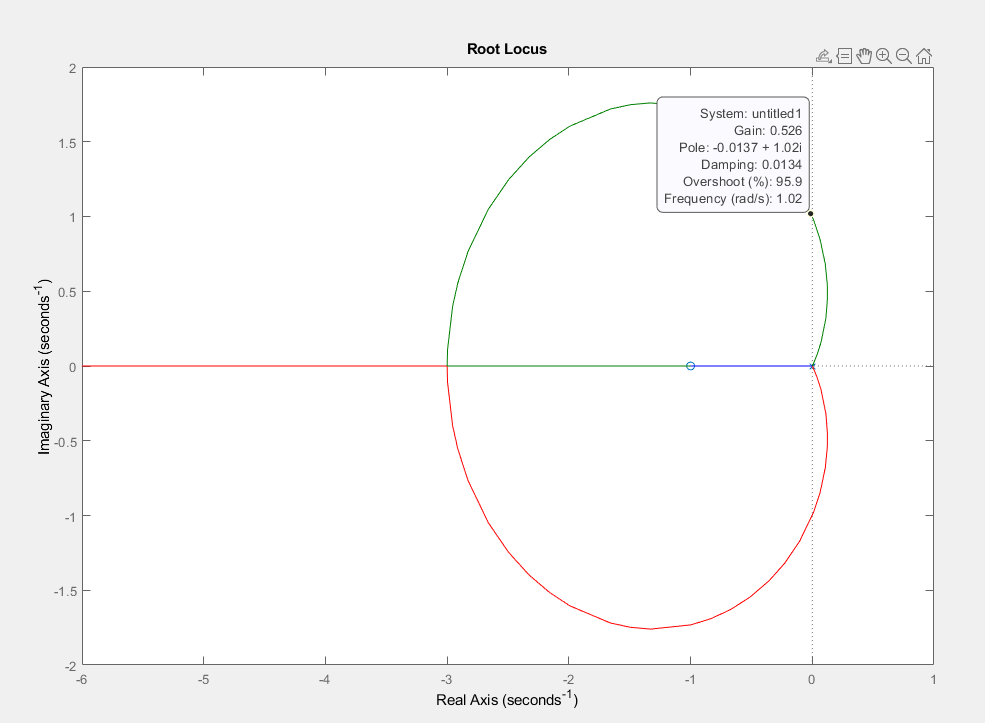 Root Locus
System: untitled1
Gain: 0.526
Pole: -0.0137 + 1.02i
Damping: 0.0134
Overshoot (%): 95.9
Frequency (rad/s): 1.02
2
1.5
1
0.5
0
-0.5
-1
-1.5
-2
Imaginary Axis (seconds-1)
-6 -5 -4 -3 -2 -1 0 1
Real Axis (seconds-1)